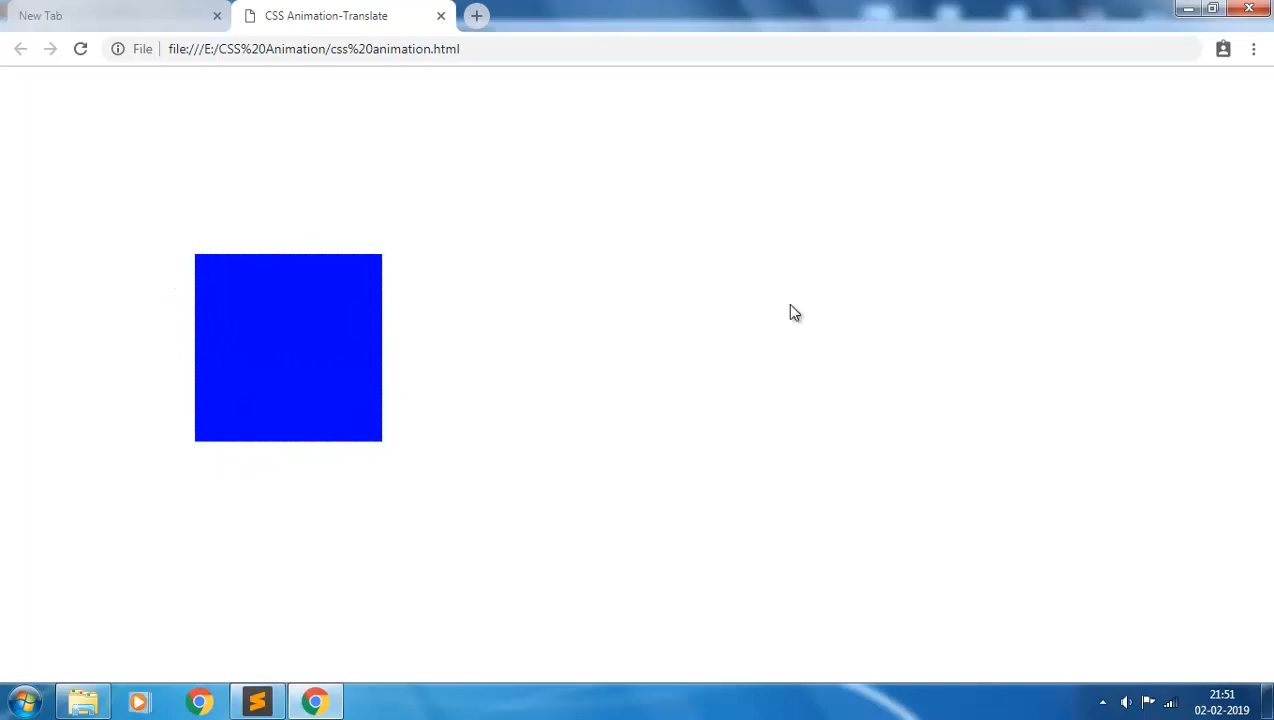 New Tab
CSS Animation-Translate
File
file:///E:/CSS%20Animation/css%20animation.html
21:51
02-02-2019